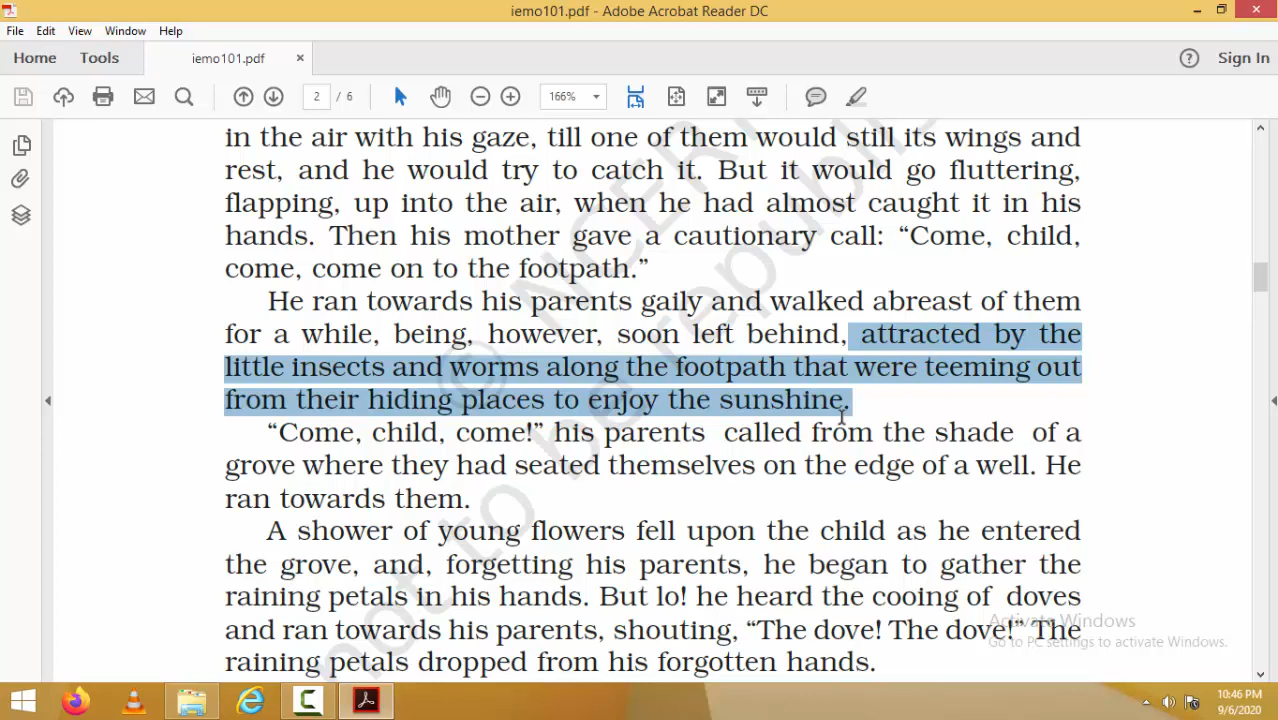 iemo101.pdf - Adobe Acrobat Reader DC
File Edit View Window Help
Home Tools iemo101.pdf × Sign In
2 / 6 166%
in the air with his gaze, till one of them would still its wings and
rest, and he would try to catch it. But it would go fluttering,
flapping, up into the air, when he had almost caught it in his
hands. Then his mother gave a cautionary call: “Come, child,
come, come on to the footpath.”
He ran towards his parents gaily and walked abreast of them
for a while, being, however, soon left behind, attracted by the
little insects and worms along the footpath that were teeming out
from their hiding places to enjoy the sunshine.
“Come, child, come!” his parents called from the shade of a
grove where they had seated themselves on the edge of a well. He
ran towards them.
A shower of young flowers fell upon the child as he entered
the grove, and, forgetting his parents, he began to gather the
raining petals in his hands. But lo! he heard the cooing of doves
and ran towards his parents, shouting, “The dove! The dove!” The
raining petals dropped from his forgotten hands.
© NCER
not to be republis
Activate Windows
Go to PC settings to activate Windows.
10:46 PM
9/6/2020